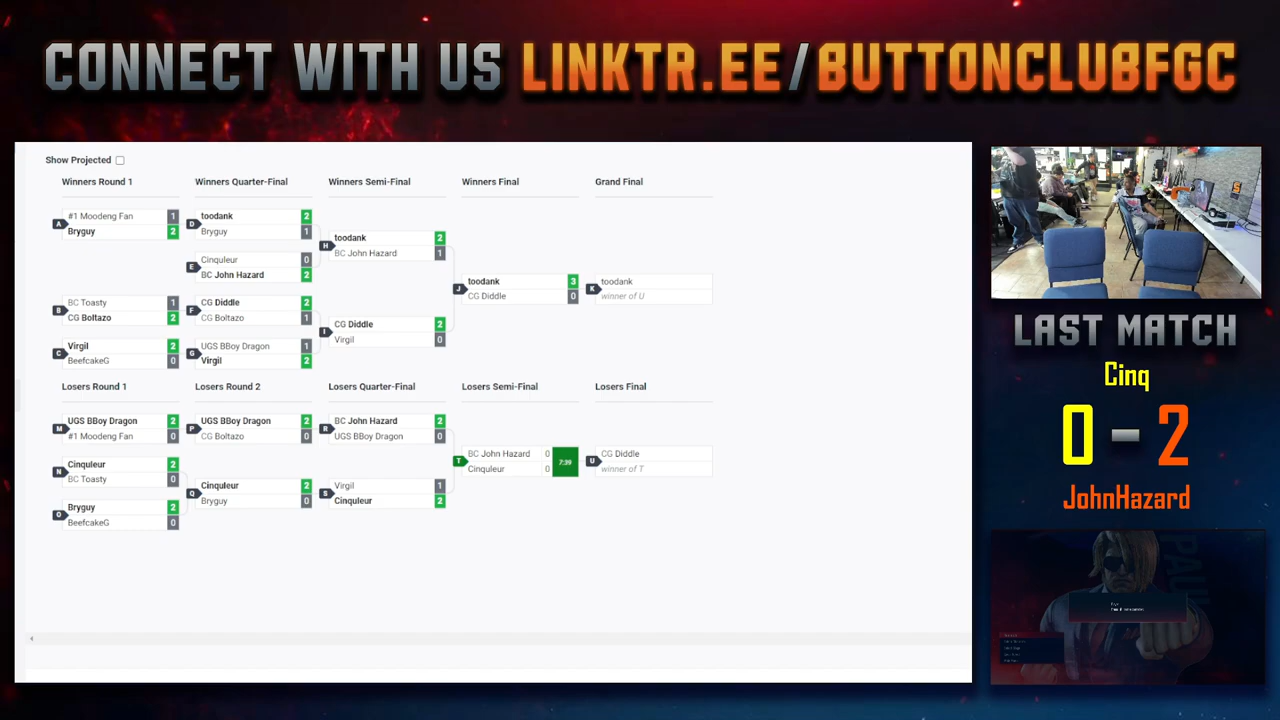 CONNECT WITH US LINKTR.EE/BUTTONCLUBFGC
Show Projected
Winners Round 1
Winners Quarter-Final
Winners Semi-Final
Winners Final
Grand Final
A
#1 Moodeng Fan 1
Bryguy 2
B
BC Toasty 1
CG Boltazo 2
C
Virgil 2
BeefcakeG 0
D
toodank 2
Bryguy 1
E
Cinquleur 0
BC John Hazard 2
F
CG Diddle 2
CG Boltazo 1
G
UGS BBoy Dragon 1
Virgil 2
H
toodank 2
BC John Hazard 1
I
CG Diddle 2
Virgil 0
J
toodank 3
CG Diddle 0
K
toodank
winner of U
Losers Round 1
Losers Round 2
Losers Quarter-Final
Losers Semi-Final
Losers Final
M
UGS BBoy Dragon 2
#1 Moodeng Fan 0
N
Cinquleur 2
BC Toasty 0
O
Bryguy 2
BeefcakeG 0
P
UGS BBoy Dragon 2
CG Boltazo 0
Q
Cinquleur 2
Bryguy 0
R
BC John Hazard 2
UGS BBoy Dragon 0
S
Virgil 1
Cinquleur 2
T
BC John Hazard 0
Cinquleur 0
7:39
U
CG Diddle
winner of T
LAST MATCH
Cinq
0 - 2
JohnHazard
PAUL